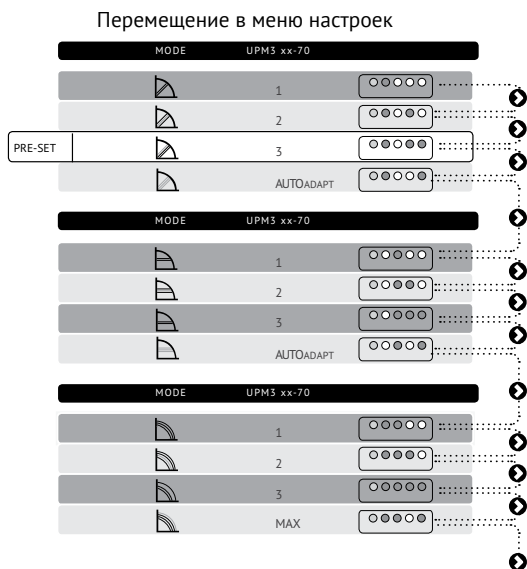 Перемещение в меню настроек
MODE UPM3 xx-70
1
2
PRE-SET 3
AUTOADAPT
MODE UPM3 xx-70
1
2
3
AUTOADAPT
MODE UPM3 xx-70
1
2
3
MAX